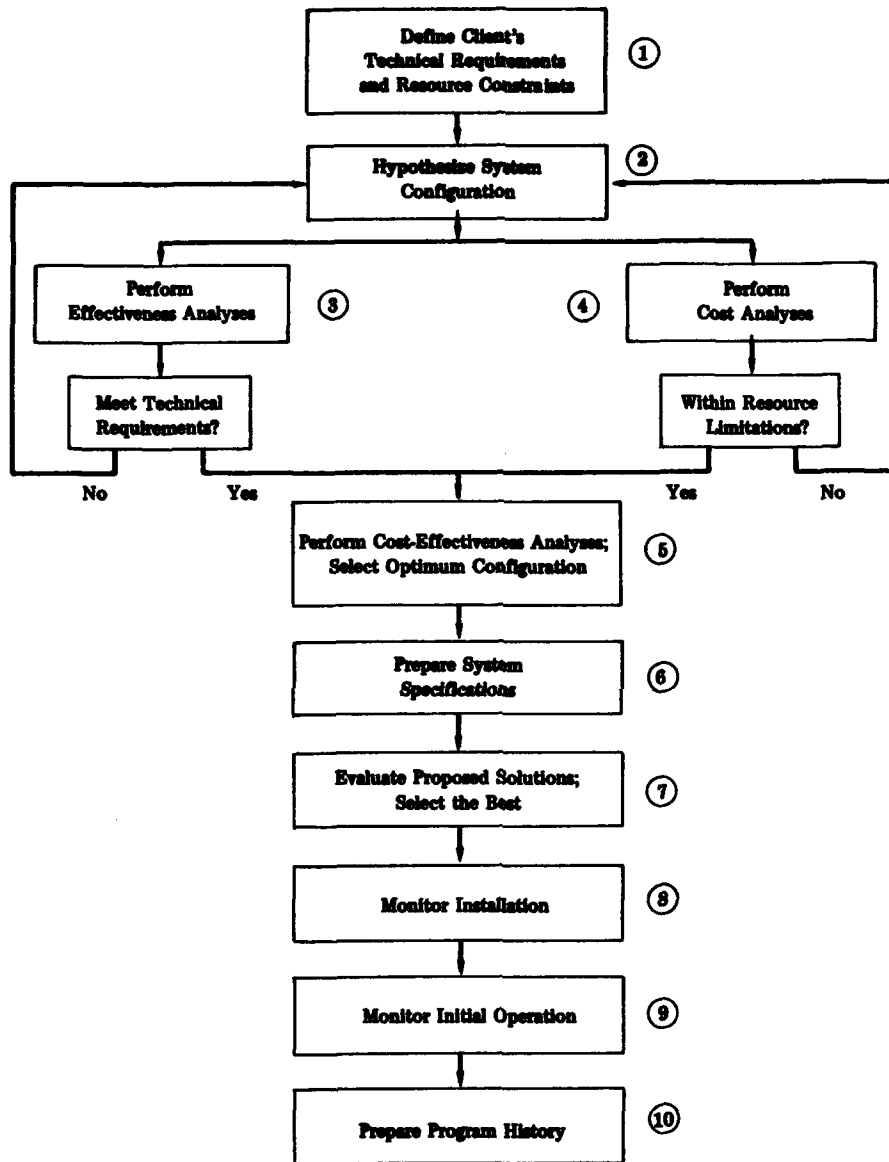 Define Client's
Technical Requirements
and Resource Constraints
1
Hypothesize System
Configuration
2
Perform
Effectiveness Analyses
3
4
Perform
Cost Analyses
Meet Technical
Requirements?
Within Resource
Limitations?
No
Yes
Yes
No
Perform Cost-Effectiveness Analyses;
Select Optimum Configuration
5
Prepare System
Specifications
6
Evaluate Proposed Solutions;
Select the Best
7
Monitor Installation
8
Monitor Initial Operation
9
Prepare Program History
10